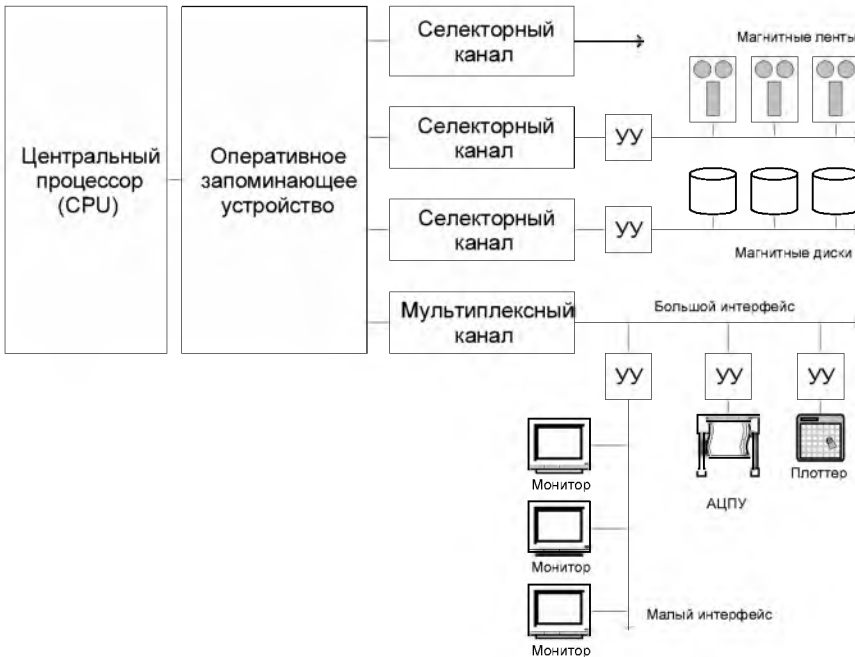 Центральный
процессор
(CPU)
Оперативное
запоминающее
устройство
Селекторный
канал
Магнитные ленты
Селекторный
канал
УУ
Селекторный
канал
УУ
Магнитные диски
Мультиплексный
канал
Большой интерфейс
УУ
УУ
УУ
Монитор
АЦПУ
Плоттер
Монитор
Малый интерфейс
Монитор